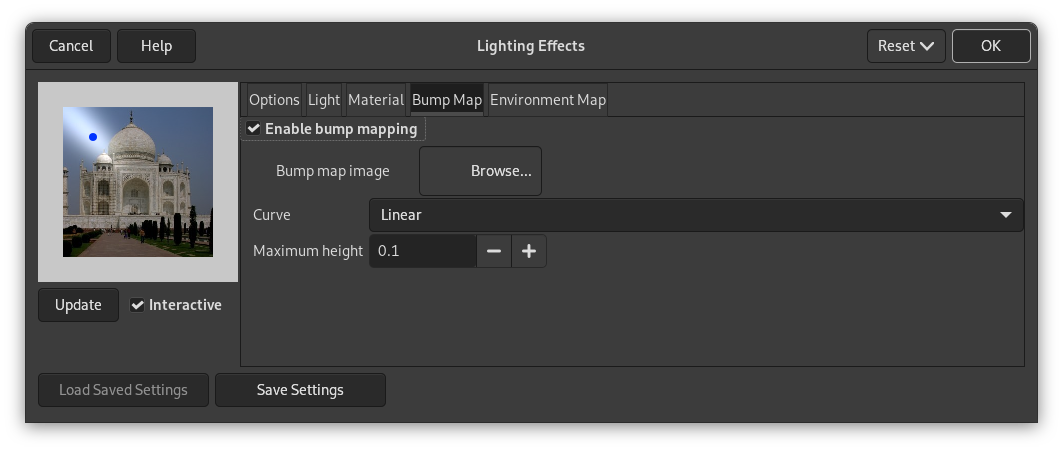 Cancel Help Lighting Effects Reset OK
Options Light Material Bump Map Environment Map
Enable bump mapping
Bump map image Browse...
Curve Linear
Maximum height 0.1
Update Interactive
Load Saved Settings Save Settings